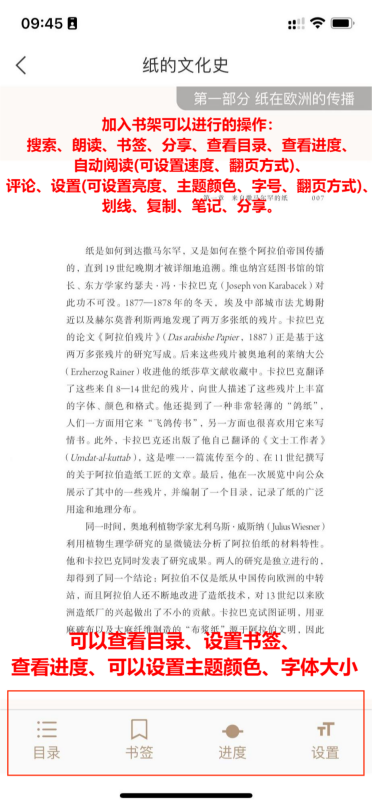 09:45
纸的文化史
第一部分 纸在欧洲的传播
加入书架可以进行的操作：
搜索、朗读、书签、分享、查看目录、查看进度、
自动阅读(可设置速度、翻页方式)、
评论、设置(可设置亮度、主题颜色、字号、翻页方式)、
第一章 来自撒马尔罕的纸 007
划线、复制、笔记、分享。
纸是如何到达撒马尔罕，又是如何在整个阿拉伯帝国传播
的，直到19世纪晚期才被详细地追溯。维也纳宫廷图书馆的馆
长、东方学家约瑟夫·冯·卡拉巴克（Joseph von Karabacek）对
此功不可没。1877—1878年的冬天，埃及中部城市法尤姆附
近以及赫尔莫普利斯两地发现了两万多张纸的残片。卡拉巴克
的论文《阿拉伯残片》（Das arabishe Papier，1887）正是基于这
两万多张残片的研究写成。后来这些残片被奥地利的莱纳大公
（Erzherzog Rainer）收进他的纸莎草文献收藏中。卡拉巴克翻译
了这些来自8—14世纪的残片，向世人描述了这些残片上丰富
的字体、颜色和格式。他还提到了一种非常轻薄的“鸽纸”，
人们一方面用它来“飞鸽传书”，另一方面也很喜欢用它来写
情书。此外，卡拉巴克还出版了他自己翻译的《文士工作者》
（Umdat-al-kuttab），这是唯一一篇流传至今的、在11世纪撰写
的关于阿拉伯造纸工匠的文章。最后，他在一次展览中向公众
展示了其中的一些残片，并编制了一个目录，记录了纸的广泛
用途和地理分布。
同一时间，奥地利植物学家尤利乌斯·威斯纳（Julius Wiesner）
利用植物生理学研究的显微镜法分析了阿拉伯纸的材料特性。
他和卡拉巴克同时发表了研究成果。两人的研究是独立进行的，
却得到了同一个结论：阿拉伯不仅是纸从中国传向欧洲的中转
站，而且阿拉伯人还不断地改进了造纸技术，对13世纪以来欧
洲造纸厂的兴起做出了不小的贡献。卡拉巴克试图证明，用亚
麻破布以及大麻纤维制造的“布浆纸”源于阿拉伯文明，因此
可以查看目录、设置书签、
查看进度、可以设置主题颜色、字体大小
目录 书签 进度 设置